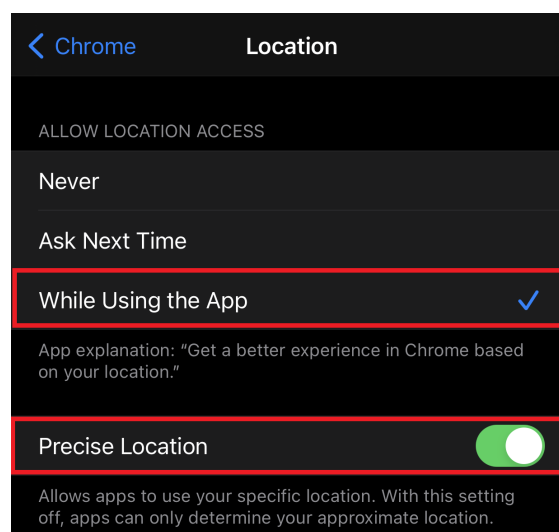 Chrome
Location
ALLOW LOCATION ACCESS
Never
Ask Next Time
While Using the App
App explanation: “Get a better experience in Chrome based
on your location.”
Precise Location
Allows apps to use your specific location. With this setting
off, apps can only determine your approximate location.